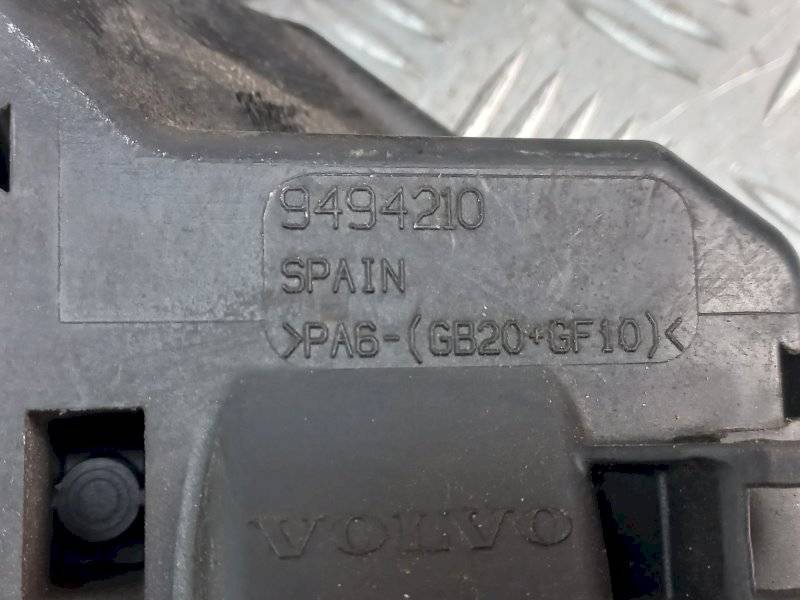 9494210
SPAIN
>PA6-(GB20+GF10)<
VOLVO